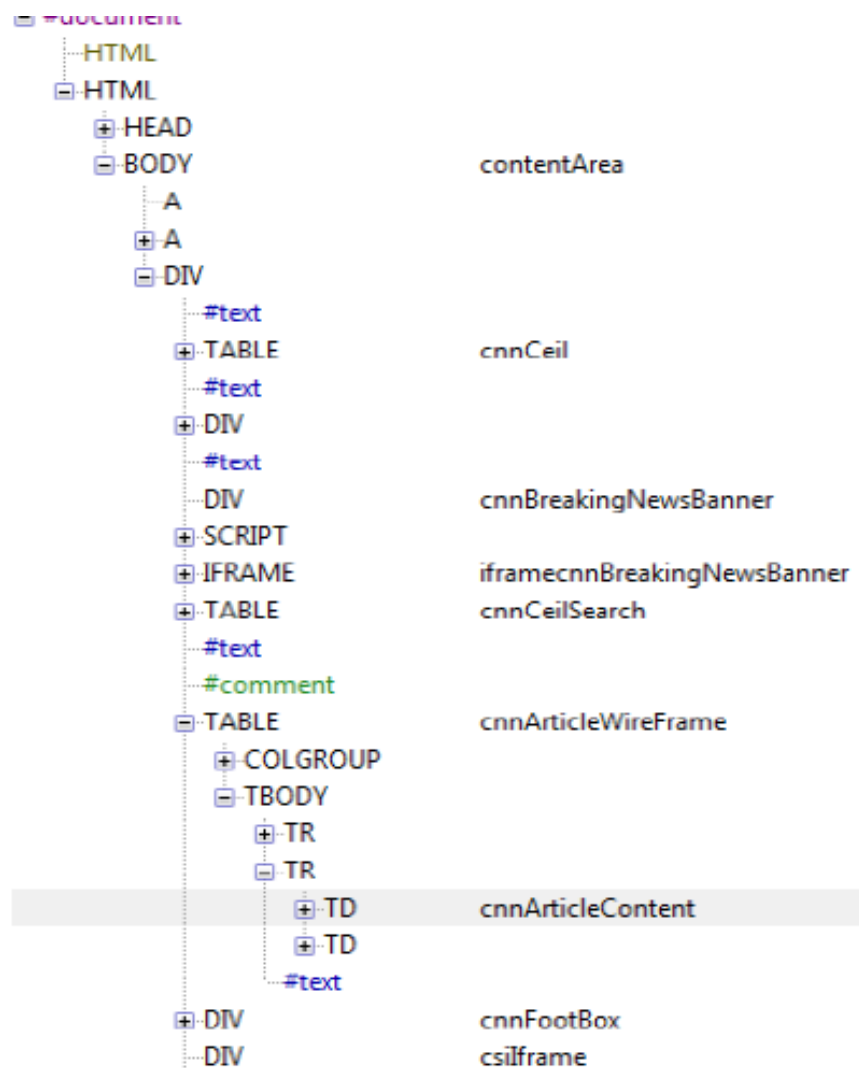 #document
HTML
HTML
HEAD
BODY contentArea
A
A
DIV
#text
TABLE cnnCeil
#text
DIV
#text
DIV cnnBreakingNewsBanner
SCRIPT
IFRAME iframecnnBreakingNewsBanner
TABLE cnnCeilSearch
#text
#comment
TABLE cnnArticleWireFrame
COLGROUP
TBODY
TR
TR
TD cnnArticleContent
TD
#text
DIV cnnFootBox
DIV csiIframe